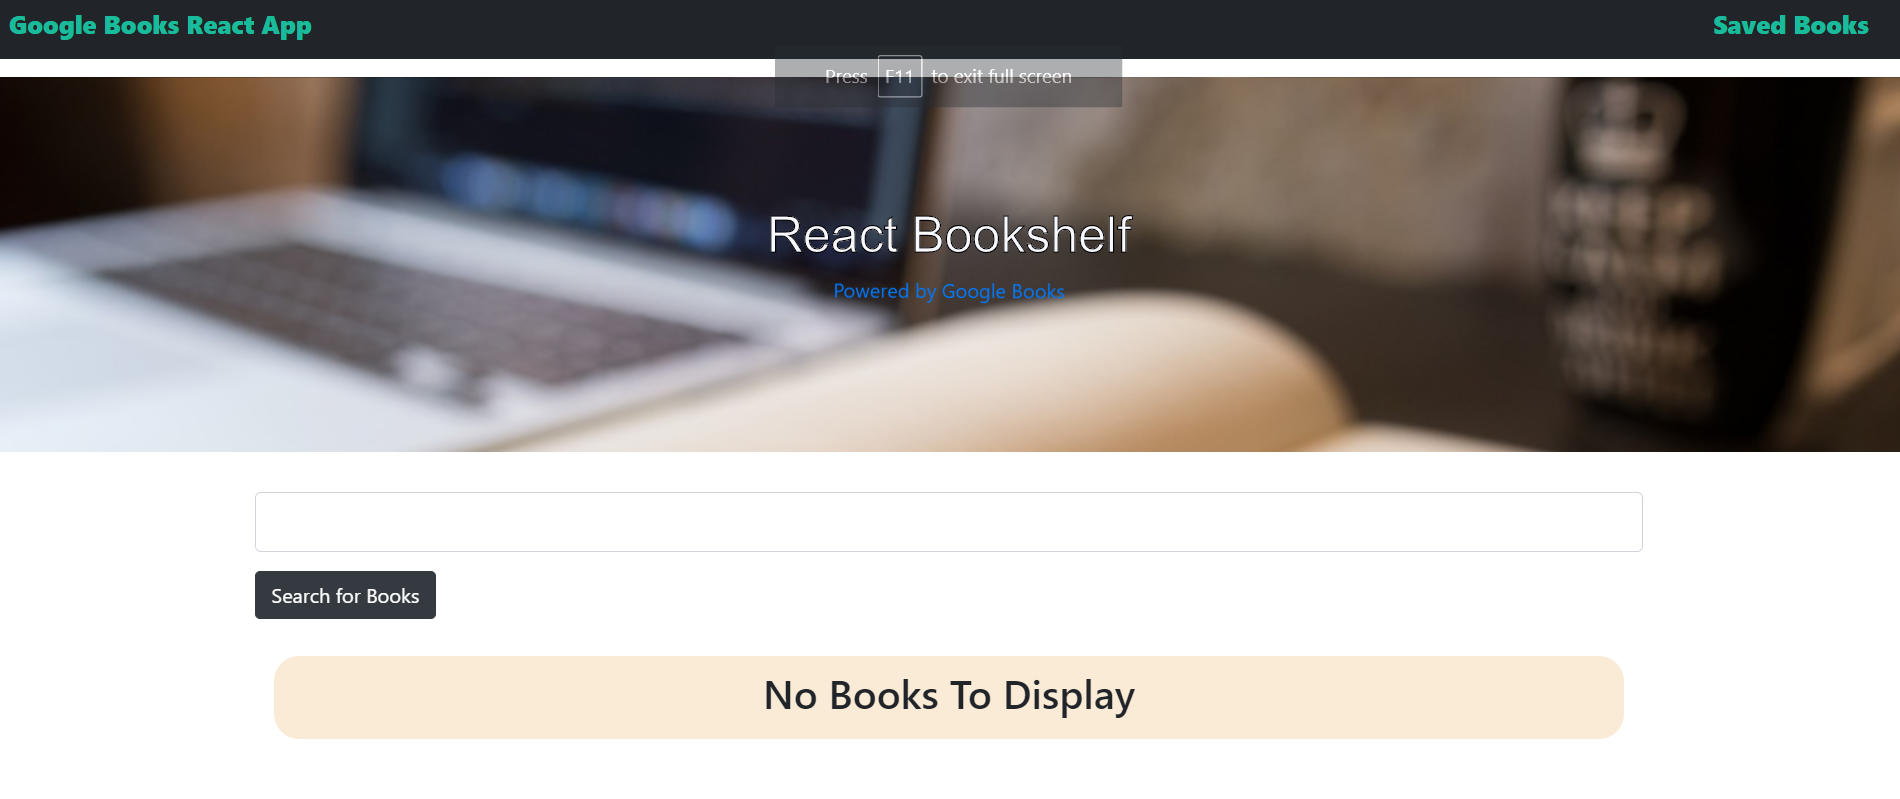 Google Books React App
Saved Books
Press F11 to exit full screen
React Bookshelf
Powered by Google Books
Search for Books
No Books To Display